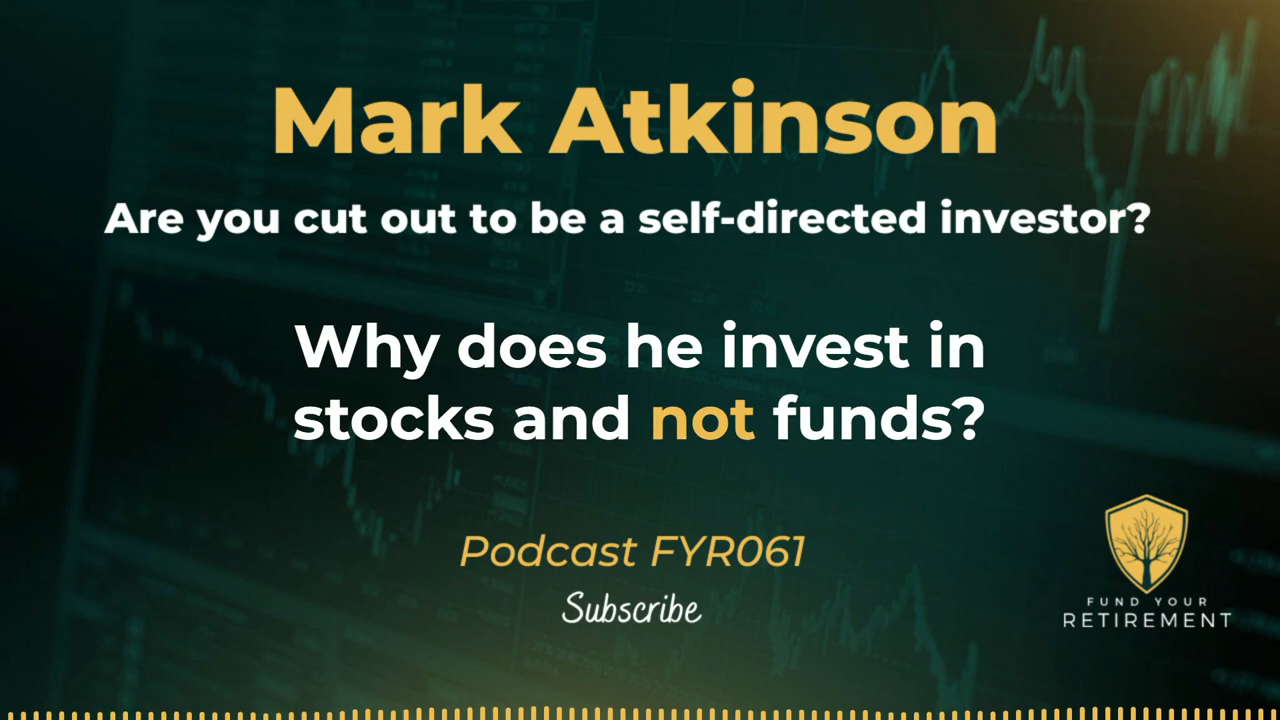 Mark Atkinson
Are you cut out to be a self-directed investor?
Why does he invest in
stocks and not funds?
Podcast FYR061
Subscribe
FUND YOUR
RETIREMENT